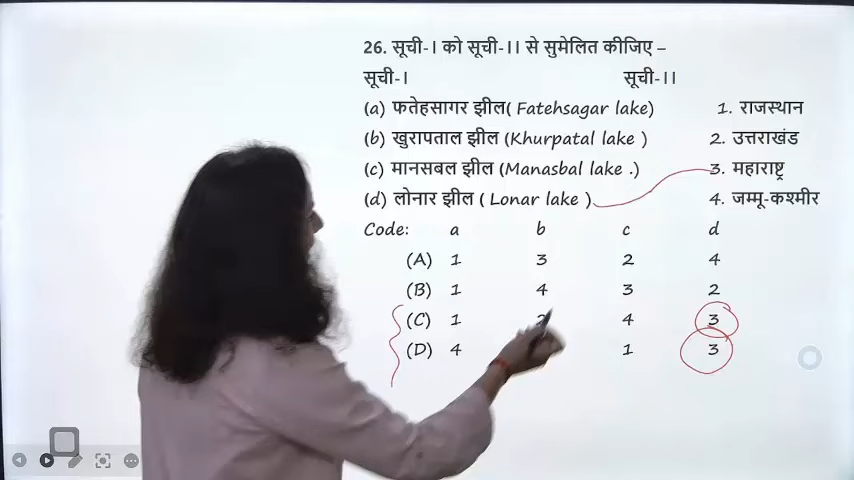 26. सूची-I को सूची-II से सुमेलित कीजिए –
सूची-I सूची-II
(a) फतेहसागर झील( Fatehsagar lake) 1. राजस्थान
(b) खुरापताल झील (Khurpatal lake ) 2. उत्तराखंड
(c) मानसबल झील (Manasbal lake .) 3. महाराष्ट्र
(d) लोनार झील ( Lonar lake ) 4. जम्मू-कश्मीर
Code: a b c d
(A) 1 3 2 4
(B) 1 4 3 2
(C) 1 4 3
(D) 4 1 3